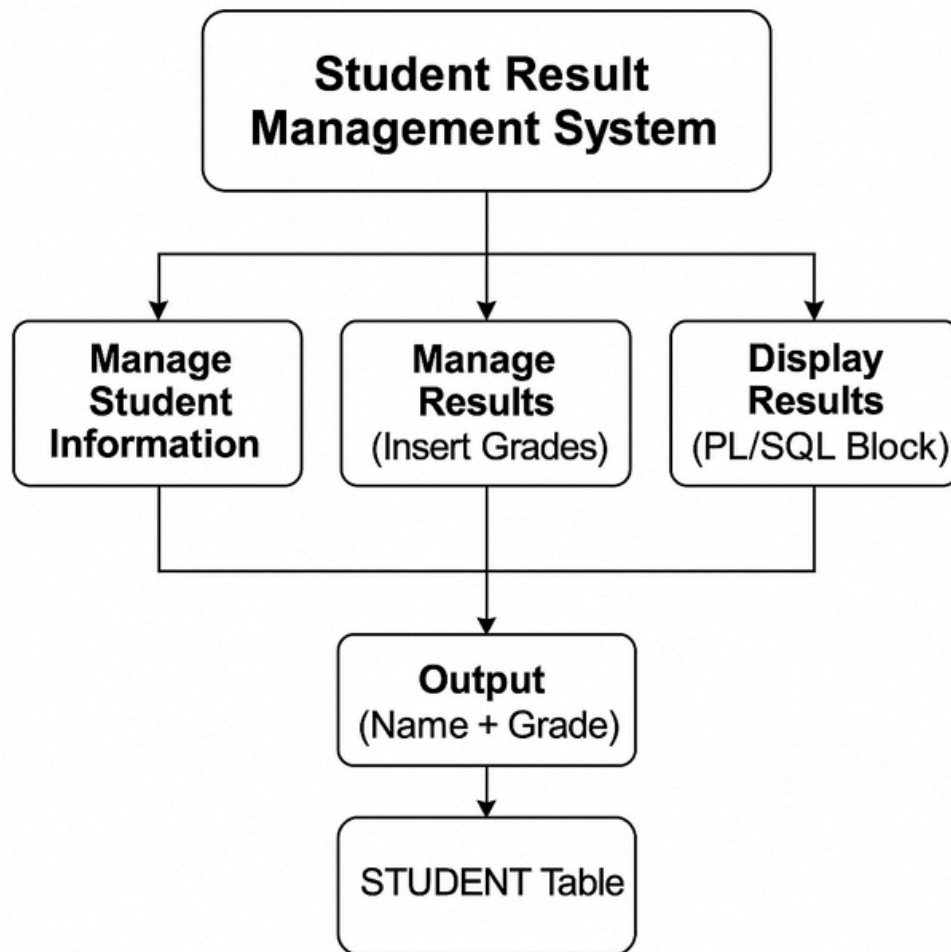 Student Result
Management System
Manage
Student
Information
Manage
Results
(Insert Grades)
Display
Results
(PL/SQL Block)
Output
(Name + Grade)
STUDENT Table